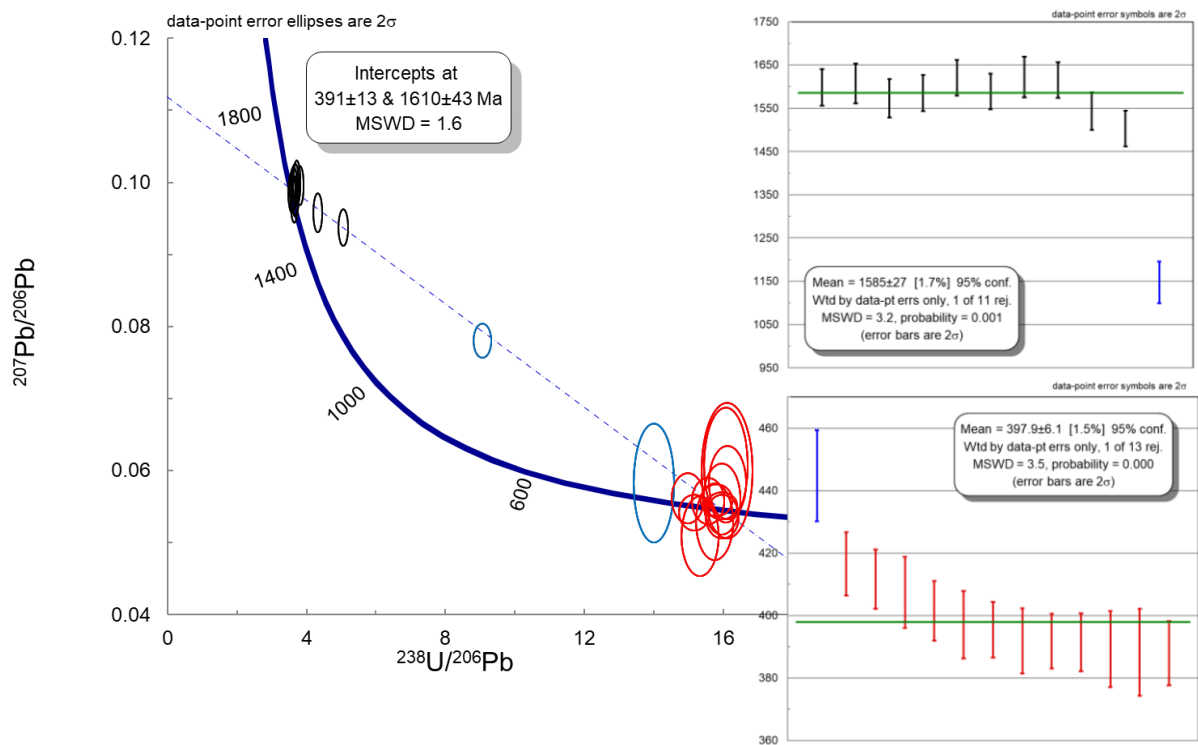 data-point error ellipses are 2σ
0.12
0.10
0.08
0.06
0.04
207Pb/206Pb
1800
1400
1000
600
Intercepts at
391±13 & 1610±43 Ma
MSWD = 1.6
0
4
8
12
16
238U/206Pb
data-point error symbols are 2σ
1750
1650
1550
1450
1350
1250
1150
1050
950
Mean = 1585±27 [1.7%] 95% conf.
Wtd by data-pt errs only, 1 of 11 rej.
MSWD = 3.2, probability = 0.001
(error bars are 2σ)
data-point error symbols are 2σ
460
440
420
400
380
360
Mean = 397.9±6.1 [1.5%] 95% conf.
Wtd by data-pt errs only, 1 of 13 rej.
MSWD = 3.5, probability = 0.000
(error bars are 2σ)